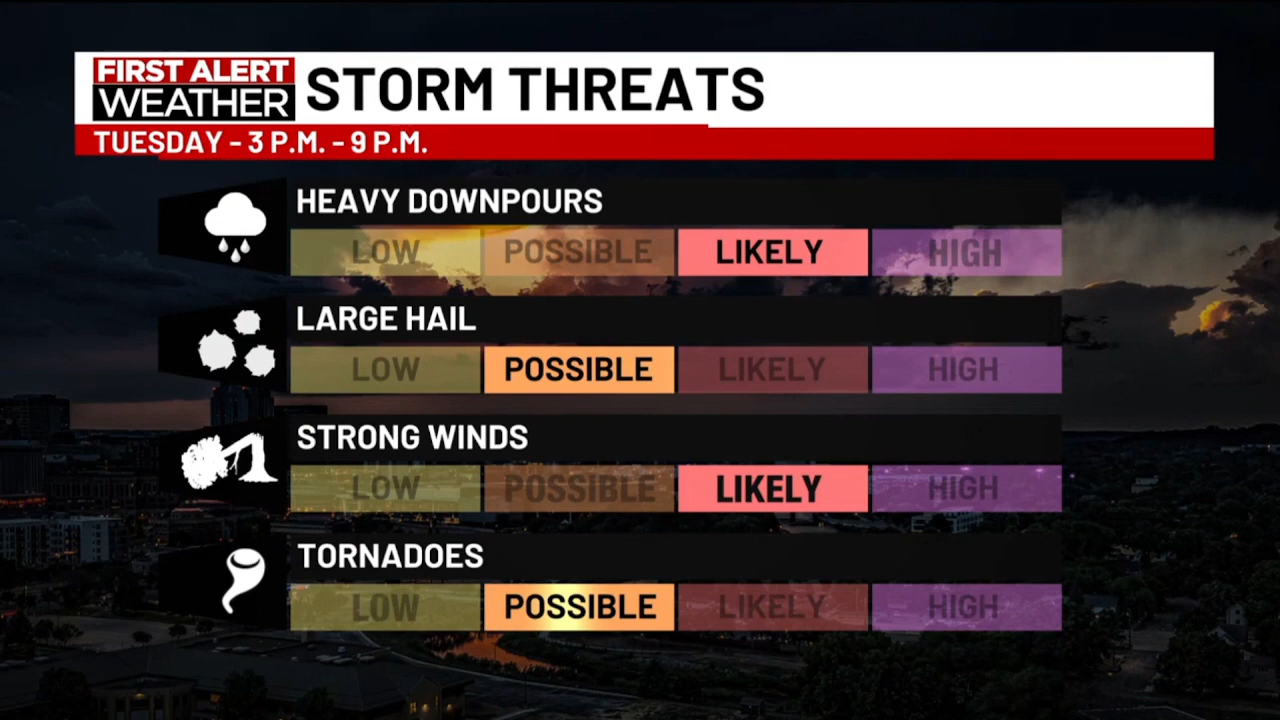 FIRST ALERT
WEATHER
STORM THREATS
TUESDAY - 3 P.M. - 9 P.M.
HEAVY DOWNPOURS
LOW POSSIBLE LIKELY HIGH
LARGE HAIL
LOW POSSIBLE LIKELY HIGH
STRONG WINDS
LOW POSSIBLE LIKELY HIGH
TORNADOES
LOW POSSIBLE LIKELY HIGH